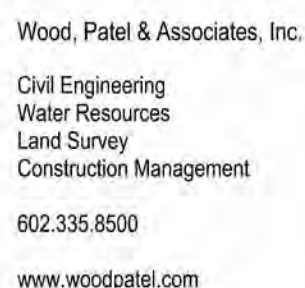 Wood, Patel & Associates, Inc.
Civil Engineering
Water Resources
Land Survey
Construction Management
602.335.8500
www.woodpatel.com